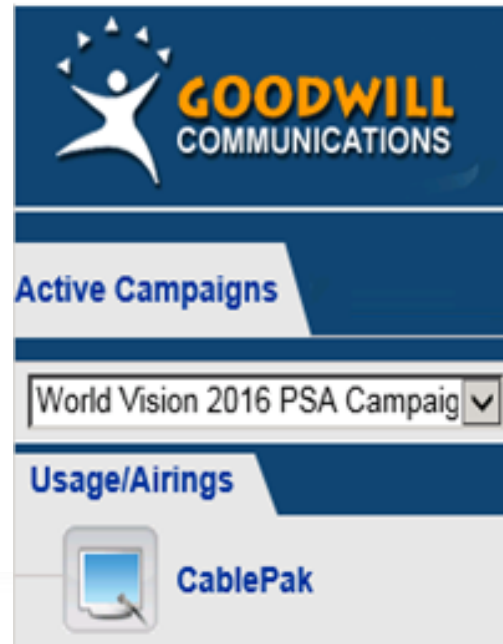 GOODWILL
COMMUNICATIONS
Active Campaigns
World Vision 2016 PSA Campaig
Usage/Airings
CablePak